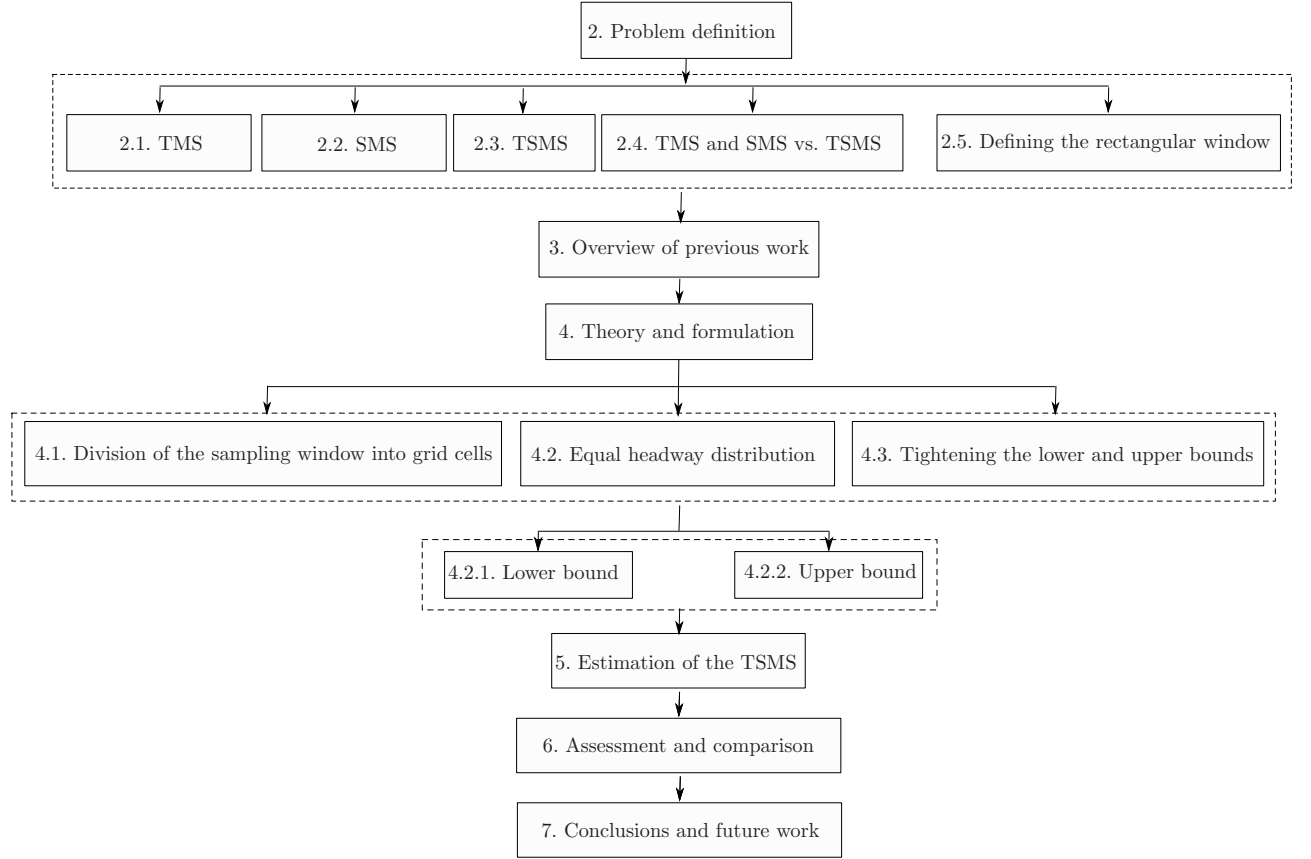 2. Problem definition
2.1. TMS
2.2. SMS
2.3. TSMS
2.4. TMS and SMS vs. TSMS
2.5. Defining the rectangular window
3. Overview of previous work
4. Theory and formulation
4.1. Division of the sampling window into grid cells
4.2. Equal headway distribution
4.3. Tightening the lower and upper bounds
4.2.1. Lower bound
4.2.2. Upper bound
5. Estimation of the TSMS
6. Assessment and comparison
7. Conclusions and future work